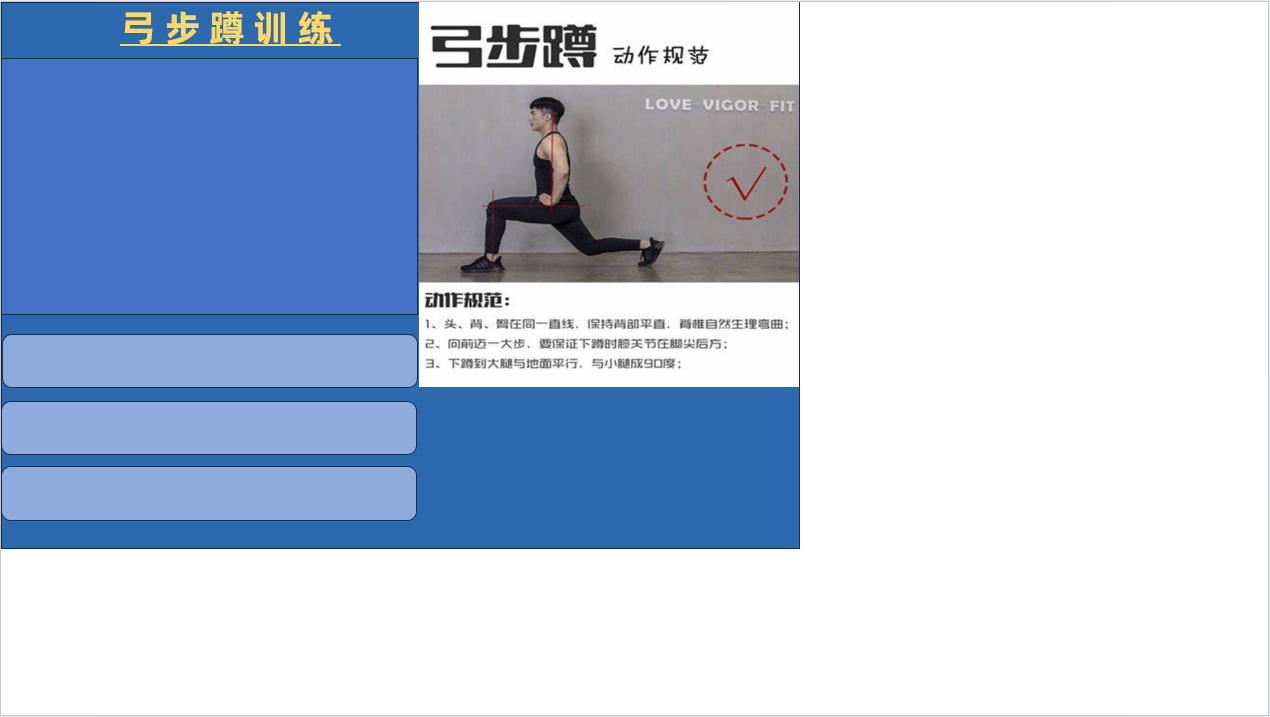 弓步蹲训练
弓步蹲 动作规范
LOVE-VIGOR-FIT
动作规范：
1、头、背、臀在同一直线，保持背部平直，脊椎自然生理弯曲；
2、向前迈一大步，要保证下蹲时膝关节在脚尖后方；
3、下蹲到大腿与地面平行，与小腿成90度；